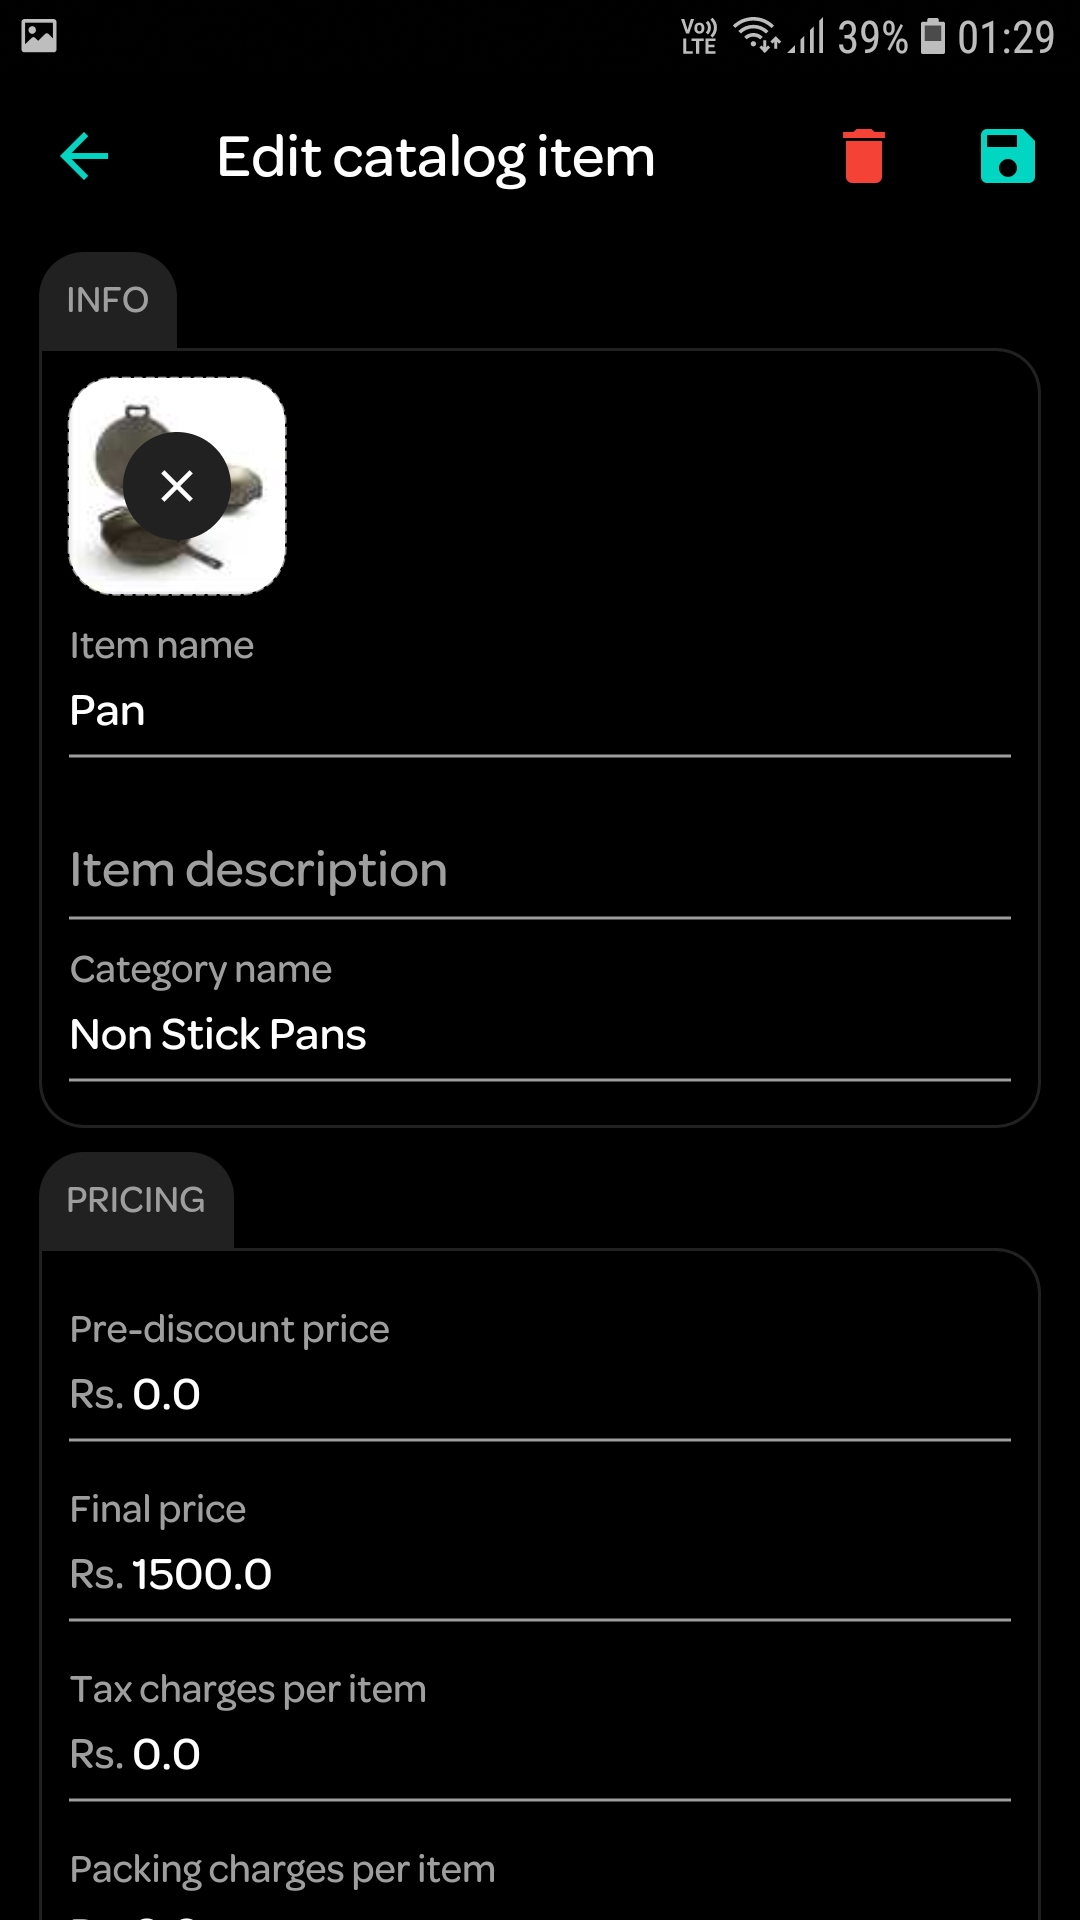 Vo)) LTE 39% 01:29
Edit catalog item
INFO
Item name
Pan
Item description
Category name
Non Stick Pans
PRICING
Pre-discount price
Rs. 0.0
Final price
Rs. 1500.0
Tax charges per item
Rs. 0.0
Packing charges per item